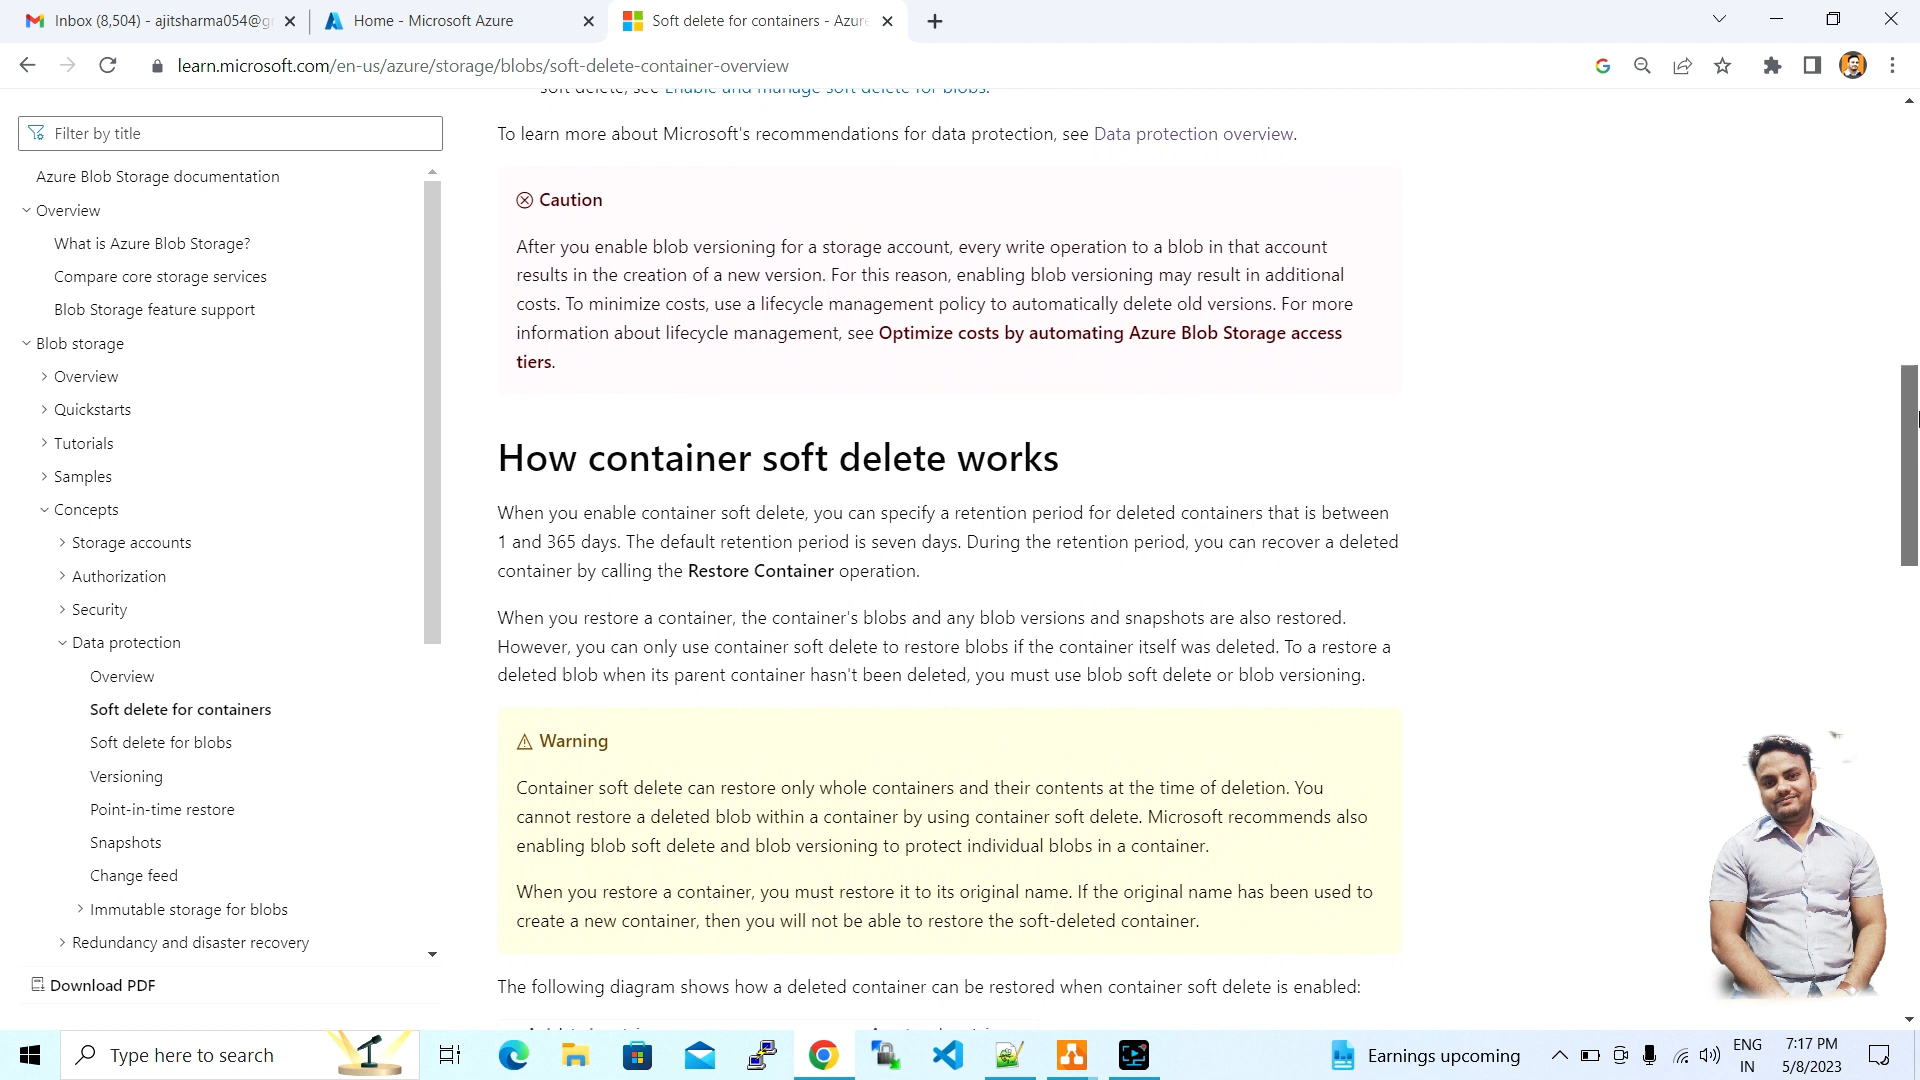 Inbox (8,504) - ajitsharma054@g
Home - Microsoft Azure
Soft delete for containers - Azure
learn.microsoft.com/en-us/azure/storage/blobs/soft-delete-container-overview
soft delete, see Enable and manage soft delete for blobs.
Filter by title
Azure Blob Storage documentation
Overview
What is Azure Blob Storage?
Compare core storage services
Blob Storage feature support
Blob storage
Overview
Quickstarts
Tutorials
Samples
Concepts
Storage accounts
Authorization
Security
Data protection
Overview
Soft delete for containers
Soft delete for blobs
Versioning
Point-in-time restore
Snapshots
Change feed
Immutable storage for blobs
Redundancy and disaster recovery
Download PDF
To learn more about Microsoft's recommendations for data protection, see Data protection overview.
Caution
After you enable blob versioning for a storage account, every write operation to a blob in that account
results in the creation of a new version. For this reason, enabling blob versioning may result in additional
costs. To minimize costs, use a lifecycle management policy to automatically delete old versions. For more
information about lifecycle management, see Optimize costs by automating Azure Blob Storage access
tiers.
How container soft delete works
When you enable container soft delete, you can specify a retention period for deleted containers that is between
1 and 365 days. The default retention period is seven days. During the retention period, you can recover a deleted
container by calling the Restore Container operation.
When you restore a container, the container's blobs and any blob versions and snapshots are also restored.
However, you can only use container soft delete to restore blobs if the container itself was deleted. To a restore a
deleted blob when its parent container hasn't been deleted, you must use blob soft delete or blob versioning.
Warning
Container soft delete can restore only whole containers and their contents at the time of deletion. You
cannot restore a deleted blob within a container by using container soft delete. Microsoft recommends also
enabling blob soft delete and blob versioning to protect individual blobs in a container.
When you restore a container, you must restore it to its original name. If the original name has been used to
create a new container, then you will not be able to restore the soft-deleted container.
The following diagram shows how a deleted container can be restored when container soft delete is enabled:
Type here to search
Earnings upcoming
ENG
IN
7:17 PM
5/8/2023